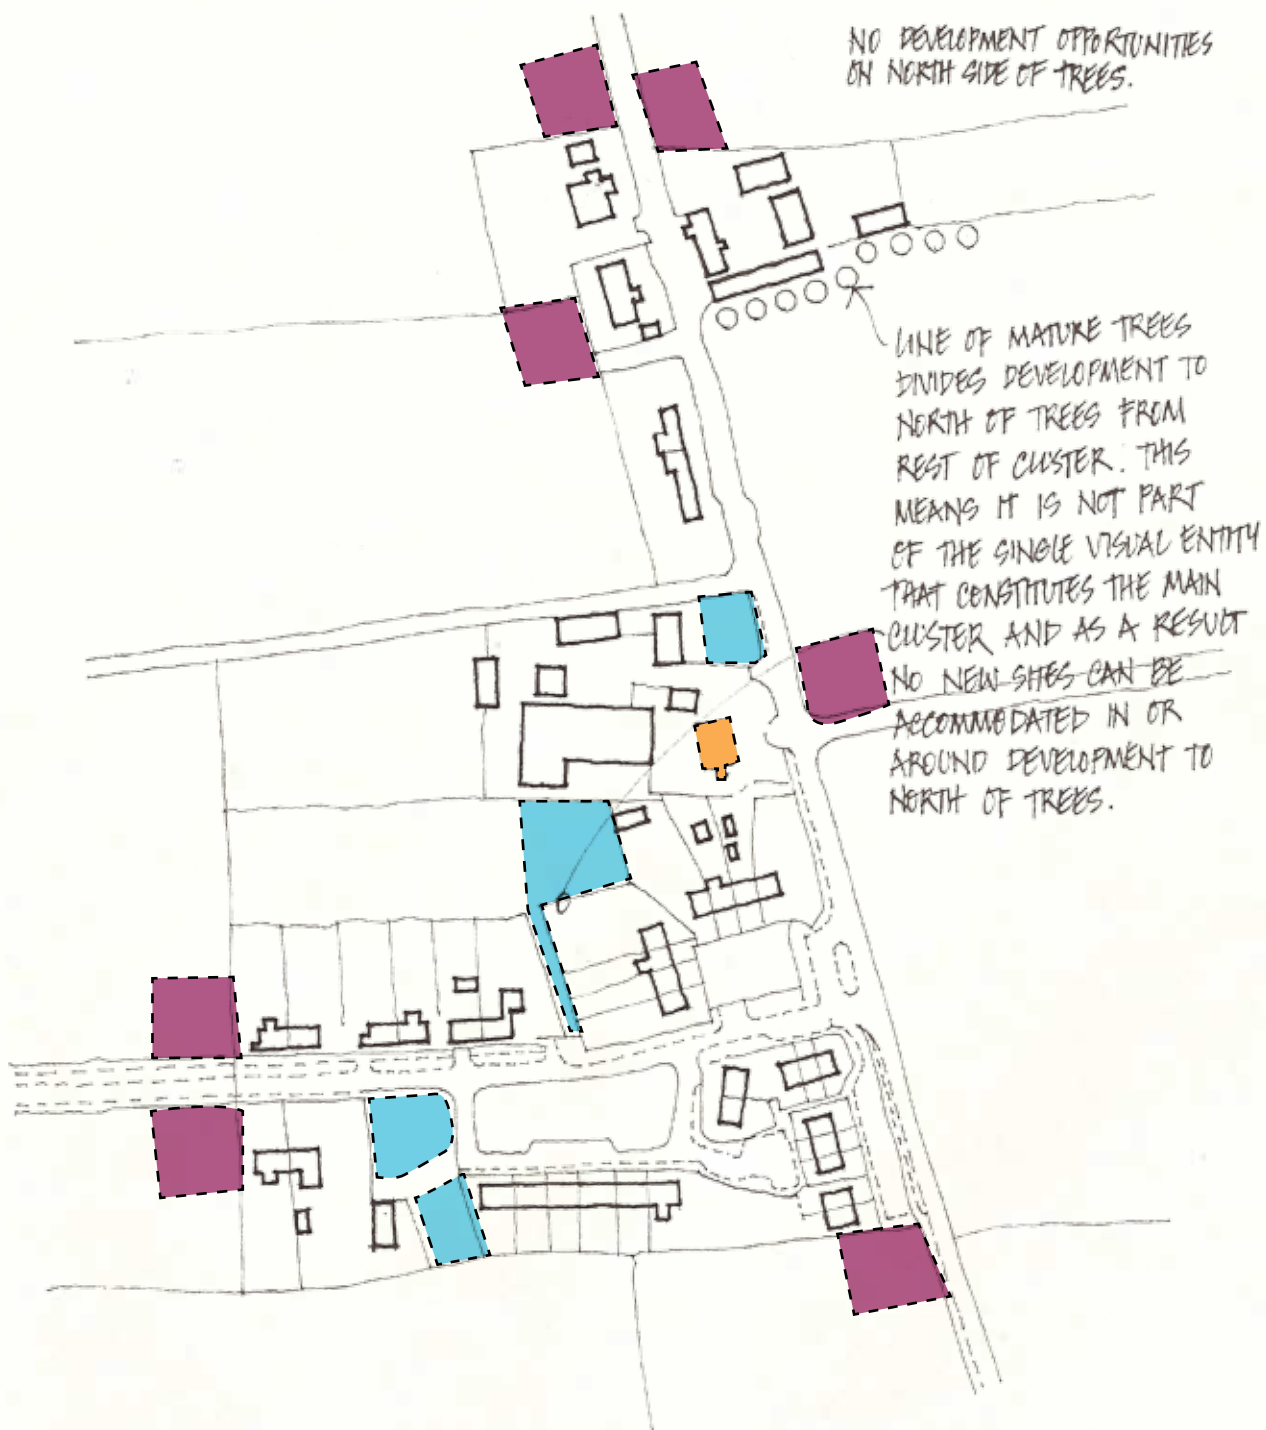 NO DEVELOPMENT OPPORTUNITIES
ON NORTH SIDE OF TREES.
LINE OF MATURE TREES
DIVIDES DEVELOPMENT TO
NORTH OF TREES FROM
REST OF CLUSTER. THIS
MEANS IT IS NOT PART
OF THE SINGLE VISUAL ENTITY
THAT CONSTITUTES THE MAIN
CLUSTER AND AS A RESULT
NO NEW SITES CAN BE
ACCOMMODATED IN OR
AROUND DEVELOPMENT TO
NORTH OF TREES.